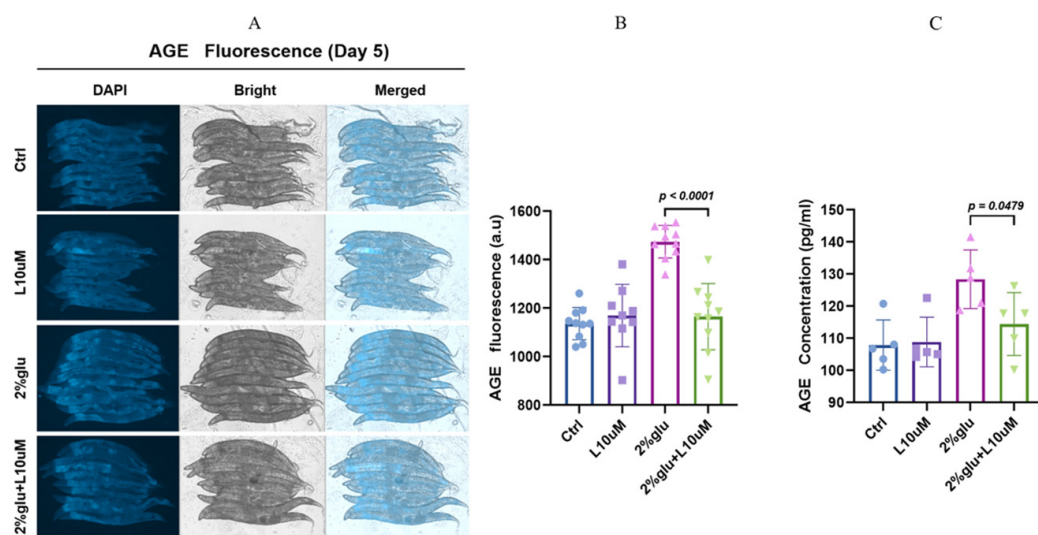 A
AGE Fluorescence (Day 5)
DAPI Bright Merged
Ctrl
L10uM
2%glu
2%glu+L10uM
B
AGE fluorescence (a.u)
1600
1400
1200
1000
800
p < 0.0001
Ctrl
L10uM
2%glu
2%glu+L10uM
C
AGE Concentration (pg/ml)
150
140
130
120
110
100
90
p = 0.0479
Ctrl
L10uM
2%glu
2%glu+L10uM